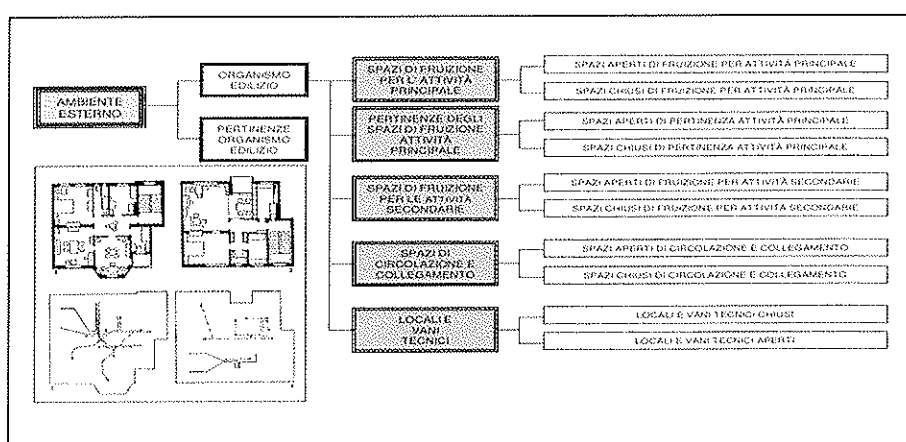 AMBIENTE
ESTERNO
ORGANISMO
EDILIZIO
PERTINENZE
ORGANISMO
EDILIZIO
SPAZI DI FRUIZIONE
PER L'ATTIVITÀ
PRINCIPALE
SPAZI APERTI DI FRUIZIONE PER ATTIVITÀ PRINCIPALE
SPAZI CHIUSI DI FRUIZIONE PER ATTIVITÀ PRINCIPALE
PERTINENZE DEGLI
SPAZI DI FRUIZIONE
ATTIVITÀ
PRINCIPALE
SPAZI APERTI DI PERTINENZA ATTIVITÀ PRINCIPALE
SPAZI CHIUSI DI PERTINENZA ATTIVITÀ PRINCIPALE
SPAZI DI FRUIZIONE
PER LE ATTIVITÀ
SECONDARIE
SPAZI APERTI DI FRUIZIONE PER ATTIVITÀ SECONDARIE
SPAZI CHIUSI DI FRUIZIONE PER ATTIVITÀ SECONDARIE
SPAZI DI
CIRCOLAZIONE E
COLLEGAMENTO
SPAZI APERTI DI CIRCOLAZIONE E COLLEGAMENTO
SPAZI CHIUSI DI CIRCOLAZIONE E COLLEGAMENTO
LOCALI E
VANI
TECNICI
LOCALI E VANI TECNICI CHIUSI
LOCALI E VANI TECNICI APERTI